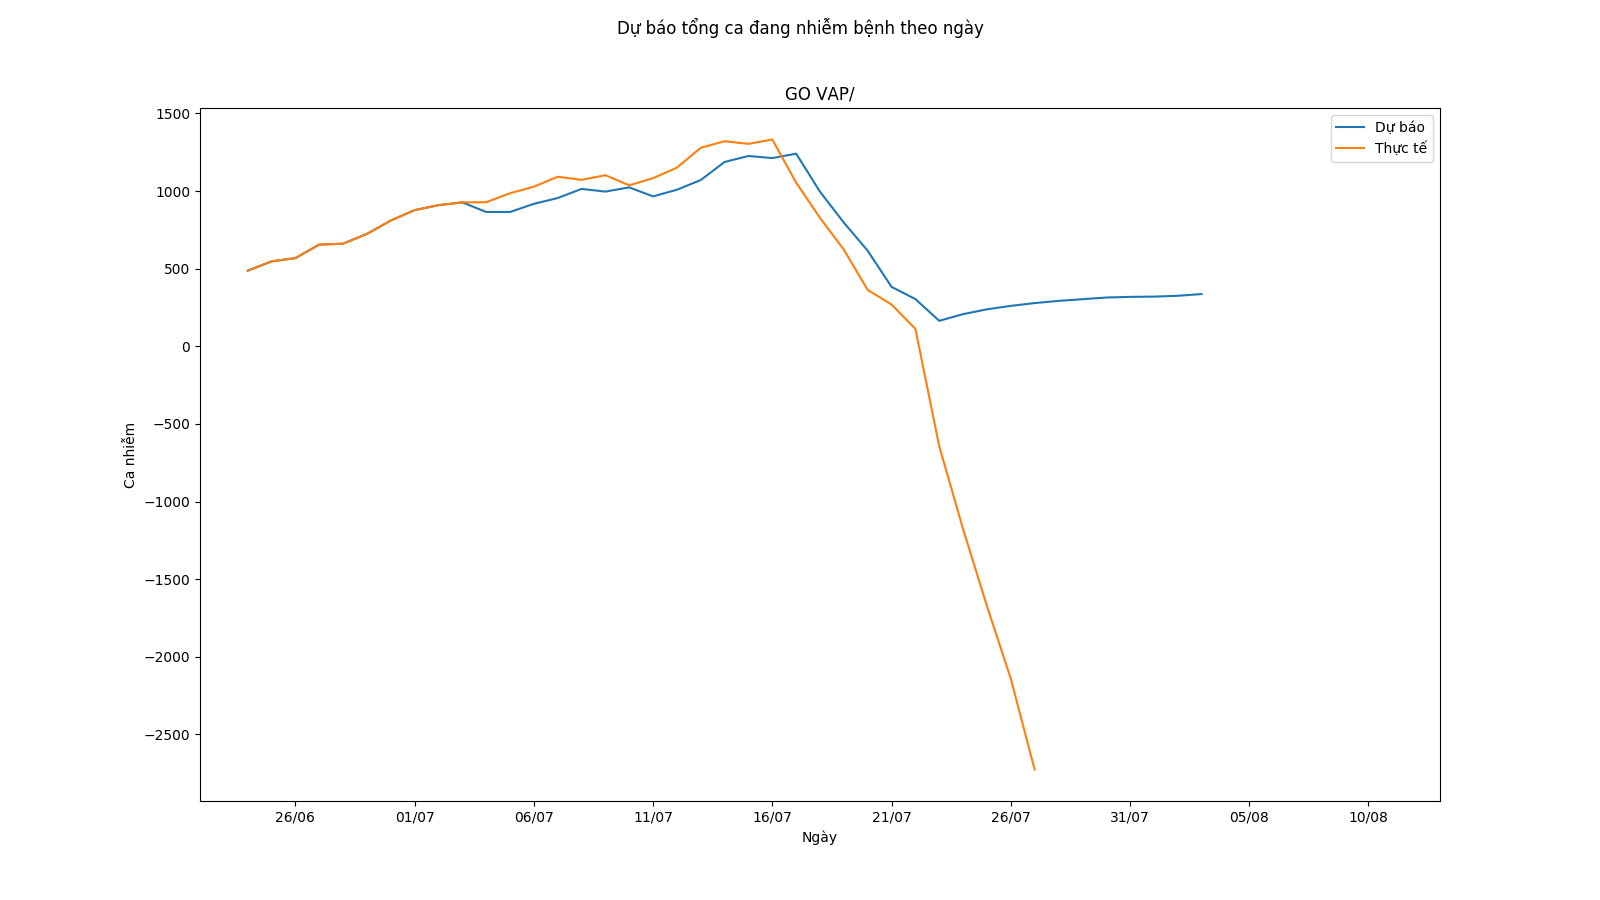 Dự báo tổng ca đang nhiễm bệnh theo ngày
GO VAP/
1500
1000
500
0
−500
−1000
−1500
−2000
−2500
Ca nhiễm
Dự báo
Thực tế
26/06 01/07 06/07 11/07 16/07 21/07 26/07 31/07 05/08 10/08
Ngày